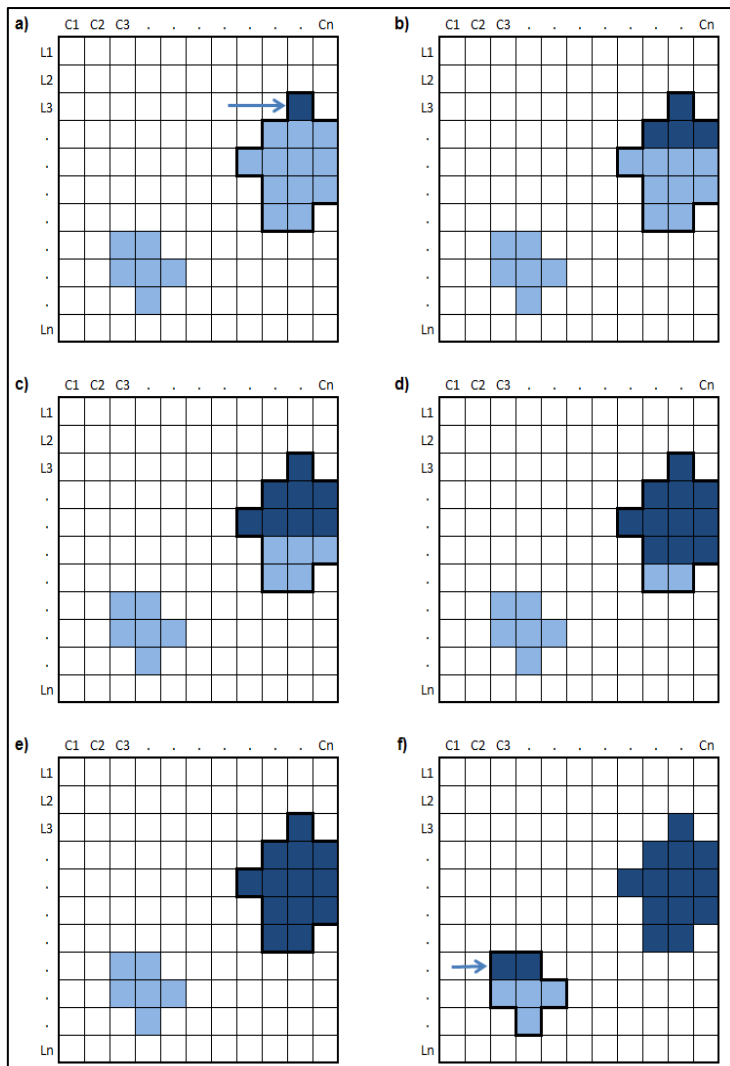 a)
C1 C2 C3 . . . . . . . Cn
L1
L2
L3
.
.
.
.
.
.
.
Ln
b)
C1 C2 C3 . . . . . . . Cn
L1
L2
L3
.
.
.
.
.
.
.
Ln
c)
C1 C2 C3 . . . . . . . Cn
L1
L2
L3
.
.
.
.
.
.
.
Ln
d)
C1 C2 C3 . . . . . . . Cn
L1
L2
L3
.
.
.
.
.
.
.
Ln
e)
C1 C2 C3 . . . . . . . Cn
L1
L2
L3
.
.
.
.
.
.
.
Ln
f)
C1 C2 C3 . . . . . . . Cn
L1
L2
L3
.
.
.
.
.
.
.
Ln